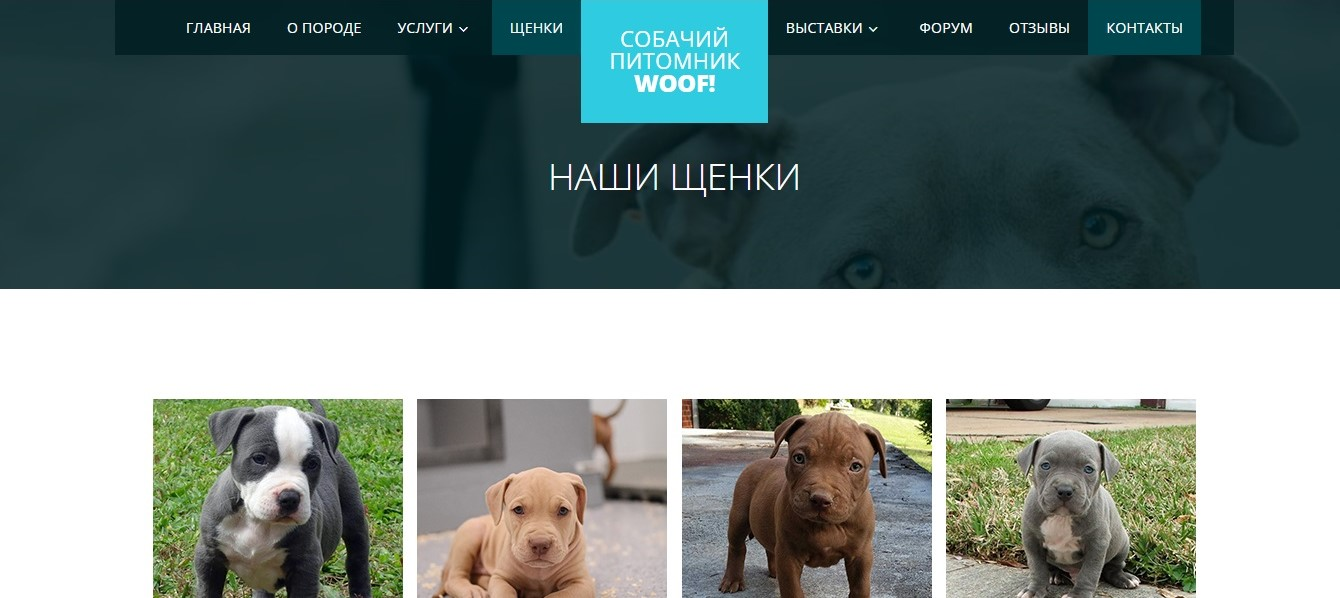 ГЛАВНАЯ О ПОРОДЕ УСЛУГИ ЩЕНКИ
СОБАЧИЙ
ПИТОМНИК
WOOF!
ВЫСТАВКИ ФОРУМ ОТЗЫВЫ КОНТАКТЫ
НАШИ ЩЕНКИ